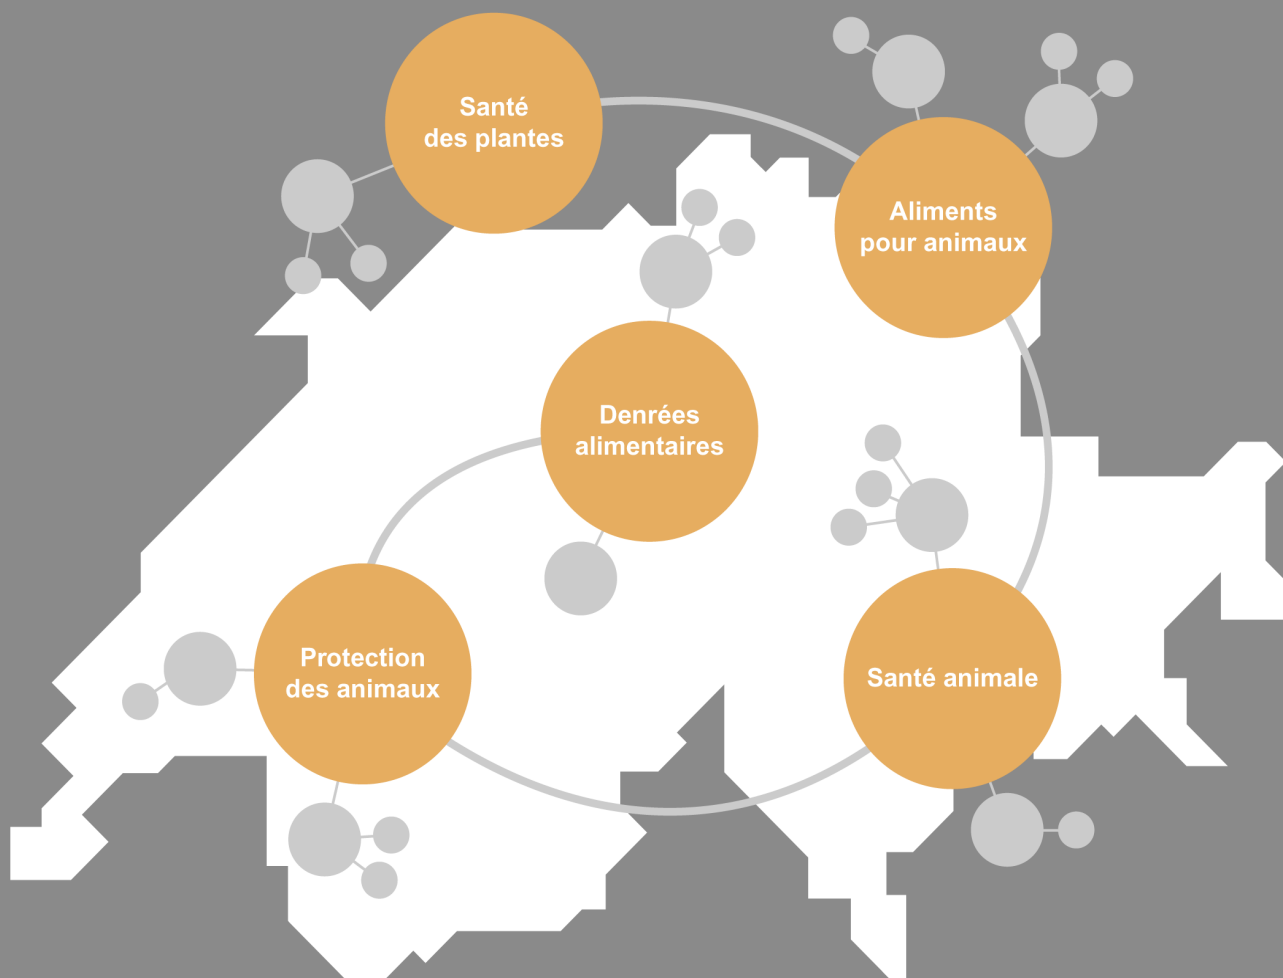 Santé
des plantes
Aliments
pour animaux
Denrées
alimentaires
Protection
des animaux
Santé animale